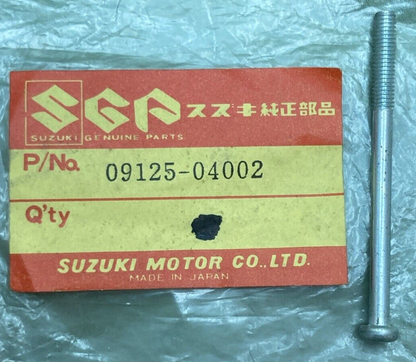 SGP スズキ純正部品
SUZUKI GENUINE PARTS
P/No. 09125-04002
Q'ty
SUZUKI MOTOR CO.,LTD.
MADE IN JAPAN